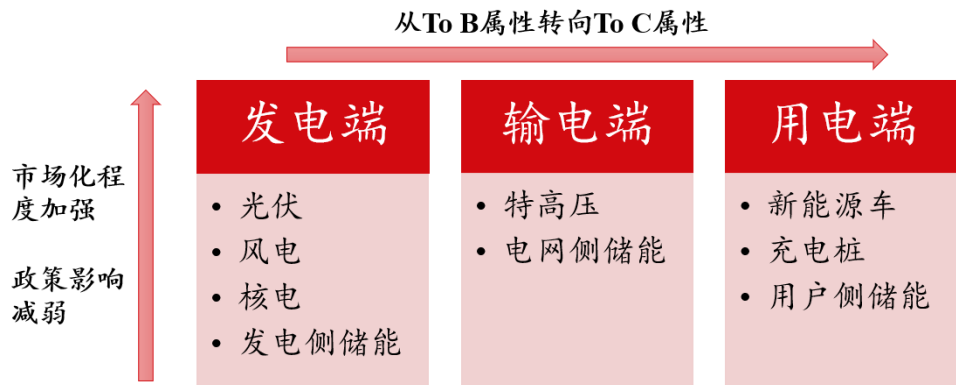 从To B属性转向To C属性
市场化程
度加强
政策影响
减弱
发电端
• 光伏
• 风电
• 核电
• 发电侧储能
输电端
• 特高压
• 电网侧储能
用电端
• 新能源车
• 充电桩
• 用户侧储能